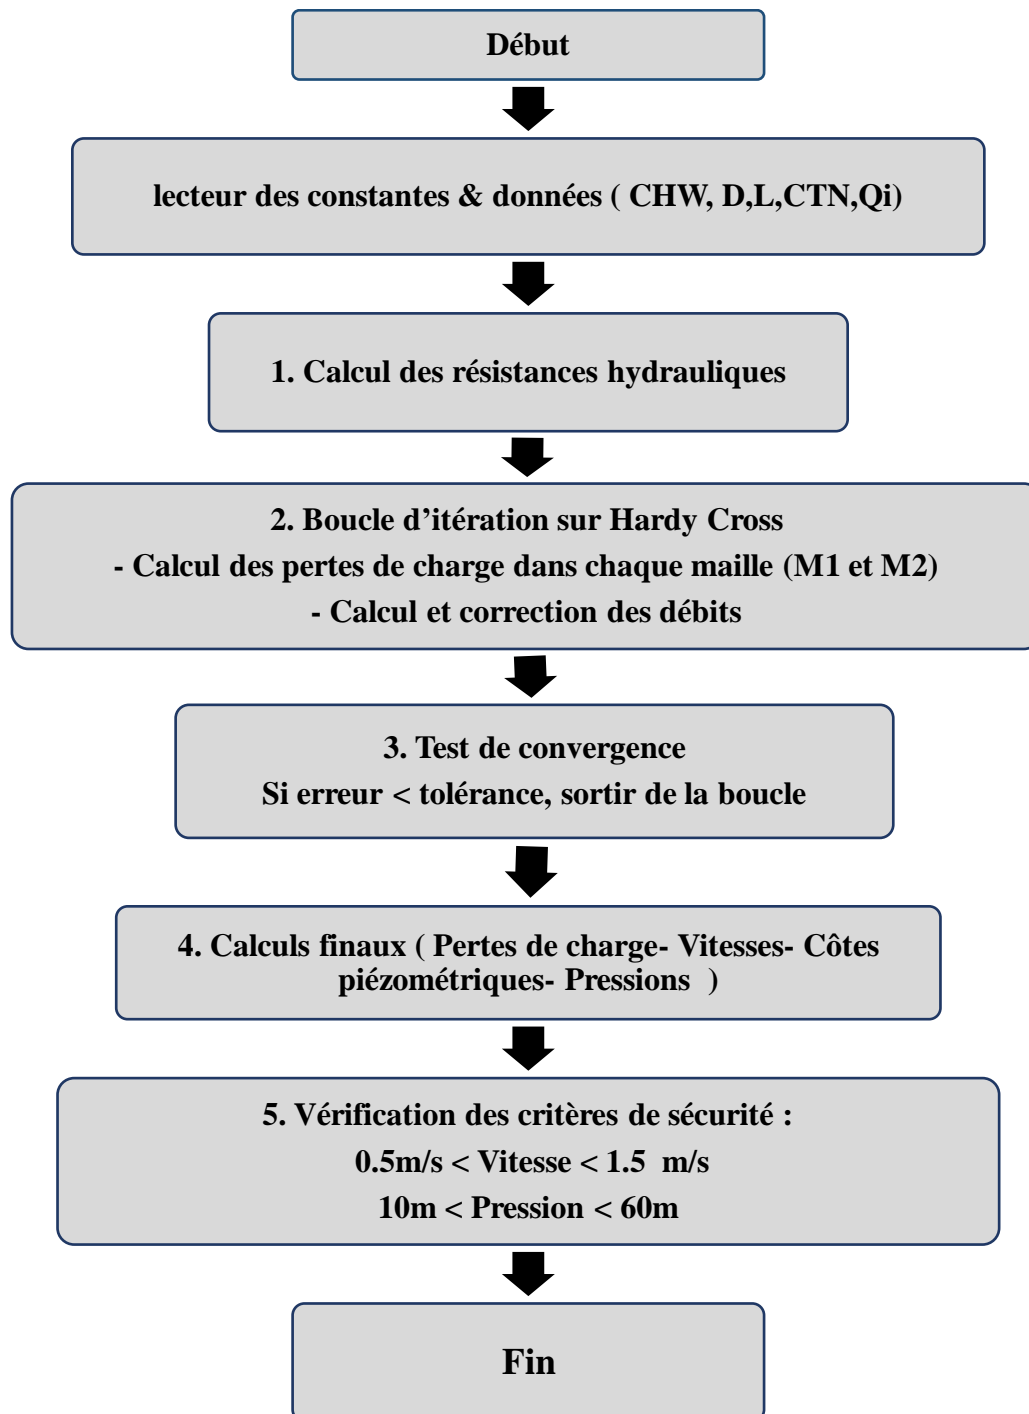 Début
lecteur des constantes & données ( CHW, D,L,CTN,Qi)
1. Calcul des résistances hydrauliques
2. Boucle d’itération sur Hardy Cross
- Calcul des pertes de charge dans chaque maille (M1 et M2)
- Calcul et correction des débits
3. Test de convergence
Si erreur < tolérance, sortir de la boucle
4. Calculs finaux ( Pertes de charge- Vitesses- Côtes
piézométriques- Pressions  )
5. Vérification des critères de sécurité :
0.5m/s < Vitesse < 1.5  m/s
10m < Pression < 60m
Fin